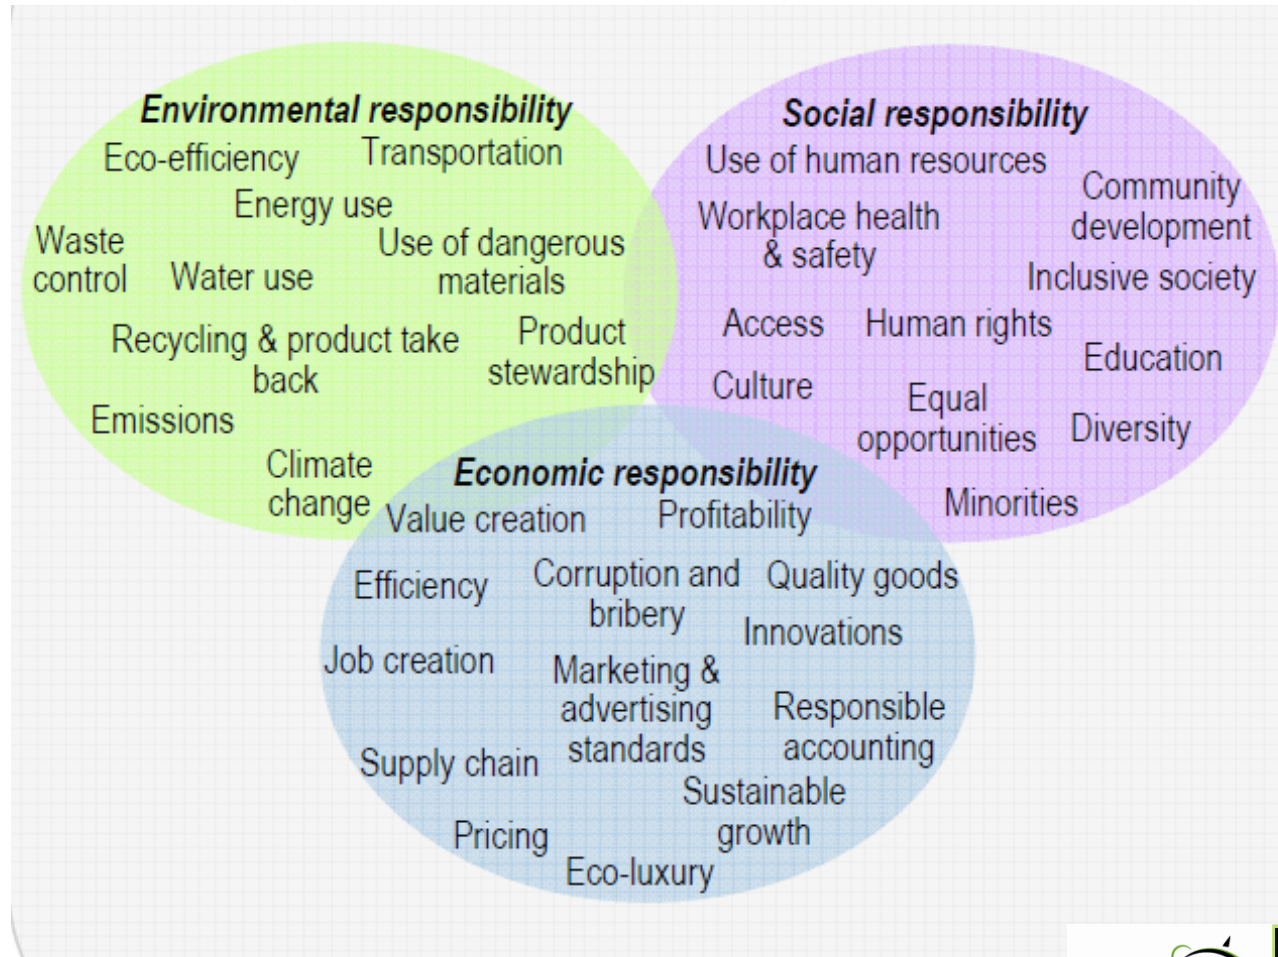 Environmental responsibility
Eco-efficiency
Transportation
Energy use
Waste
control
Water use
Use of dangerous
materials
Recycling & product take
back
Product
stewardship
Emissions
Climate
change
Social responsibility
Use of human resources
Community
development
Workplace health
& safety
Inclusive society
Access
Human rights
Education
Culture
Equal
opportunities
Diversity
Minorities
Economic responsibility
Value creation
Profitability
Efficiency
Corruption and
bribery
Quality goods
Innovations
Job creation
Marketing &
advertising
standards
Responsible
accounting
Supply chain
Sustainable
growth
Pricing
Eco-luxury